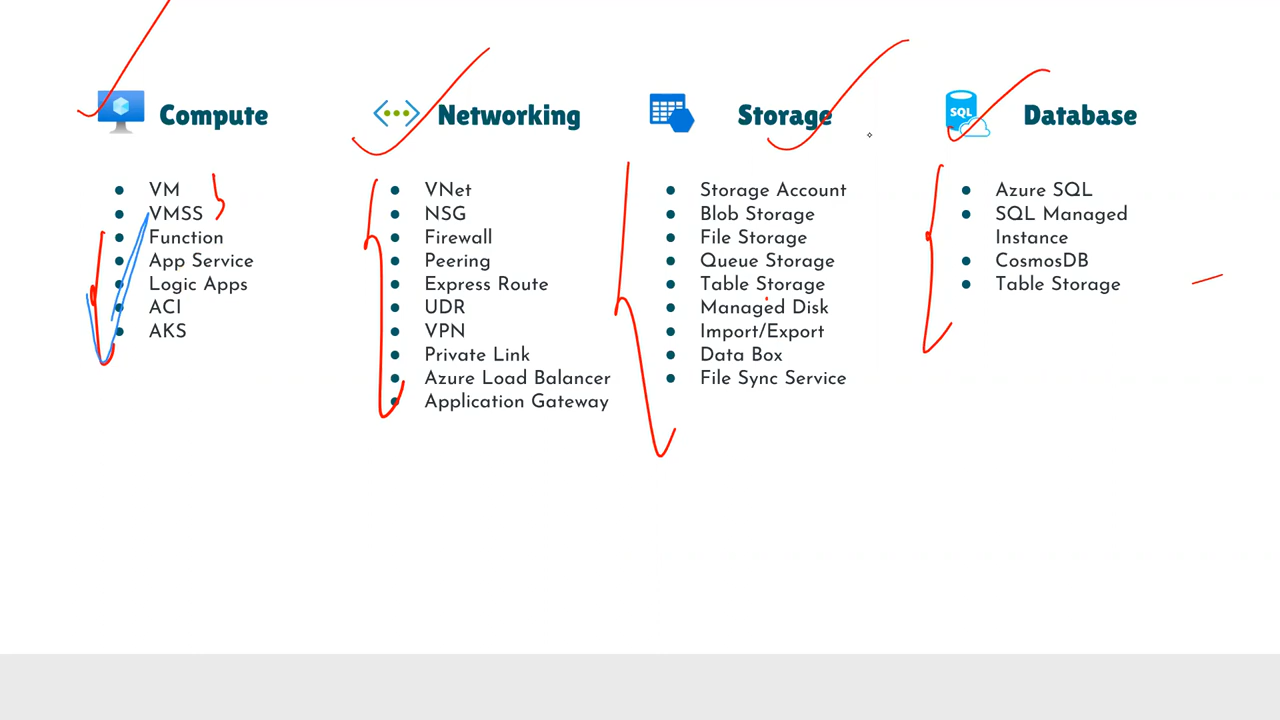 Compute
VM
VMSS
Function
App Service
Logic Apps
ACI
AKS
Networking
VNet
NSG
Firewall
Peering
Express Route
UDR
VPN
Private Link
Azure Load Balancer
Application Gateway
Storage
Storage Account
Blob Storage
File Storage
Queue Storage
Table Storage
Managed Disk
Import/Export
Data Box
File Sync Service
SQL
Database
Azure SQL
SQL Managed
Instance
CosmosDB
Table Storage